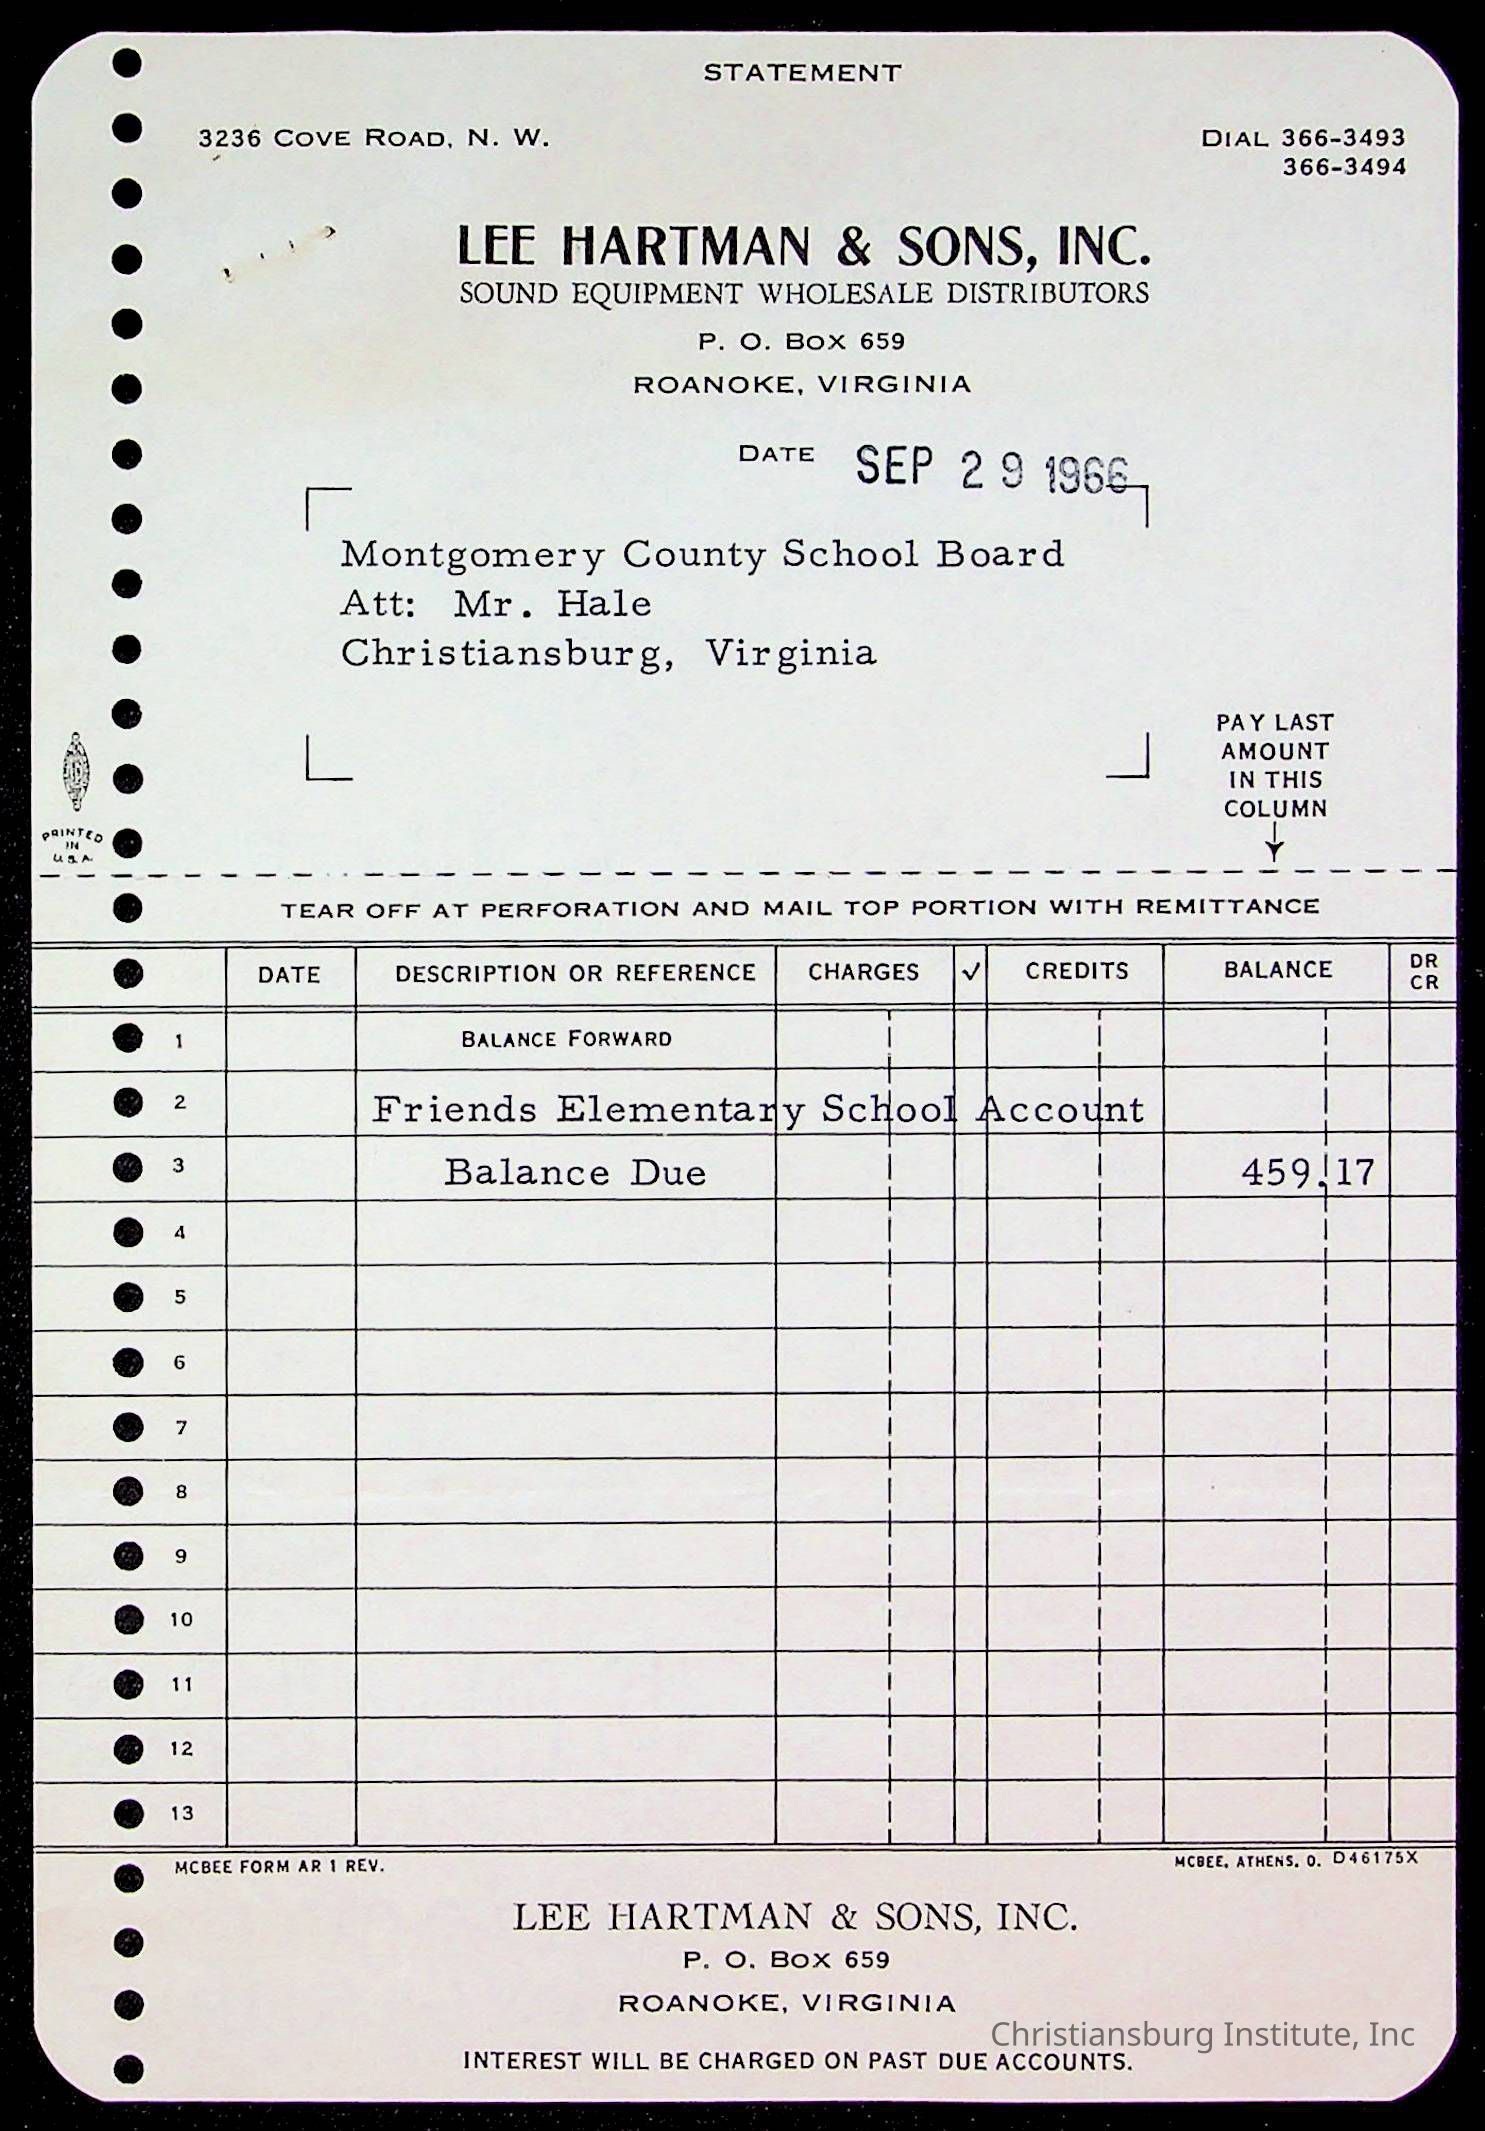 STATEMENT
3236 COVE ROAD, N. W.
DIAL 366-3493
366-3494
LEE HARTMAN & SONS, INC.
SOUND EQUIPMENT WHOLESALE DISTRIBUTORS
P. O. BOX 659
ROANOKE, VIRGINIA
DATE SEP 29 1966
Montgomery County School Board
Att: Mr. Hale
Christiansburg, Virginia
PAY LAST
AMOUNT
IN THIS
COLUMN
PRINTED
IN
U.S.A.
TEAR OFF AT PERFORATION AND MAIL TOP PORTION WITH REMITTANCE
DATE DESCRIPTION OR REFERENCE CHARGES ✓ CREDITS BALANCE DR CR
1 BALANCE FORWARD
2 Friends Elementary School Account
3 Balance Due 459.17
4
5
6
7
8
9
10
11
12
13
MCBEE FORM AR 1 REV.
MCBEE, ATHENS, O. D46175X
LEE HARTMAN & SONS, INC.
P. O. BOX 659
ROANOKE, VIRGINIA
Christiansburg Institute, Inc
INTEREST WILL BE CHARGED ON PAST DUE ACCOUNTS.